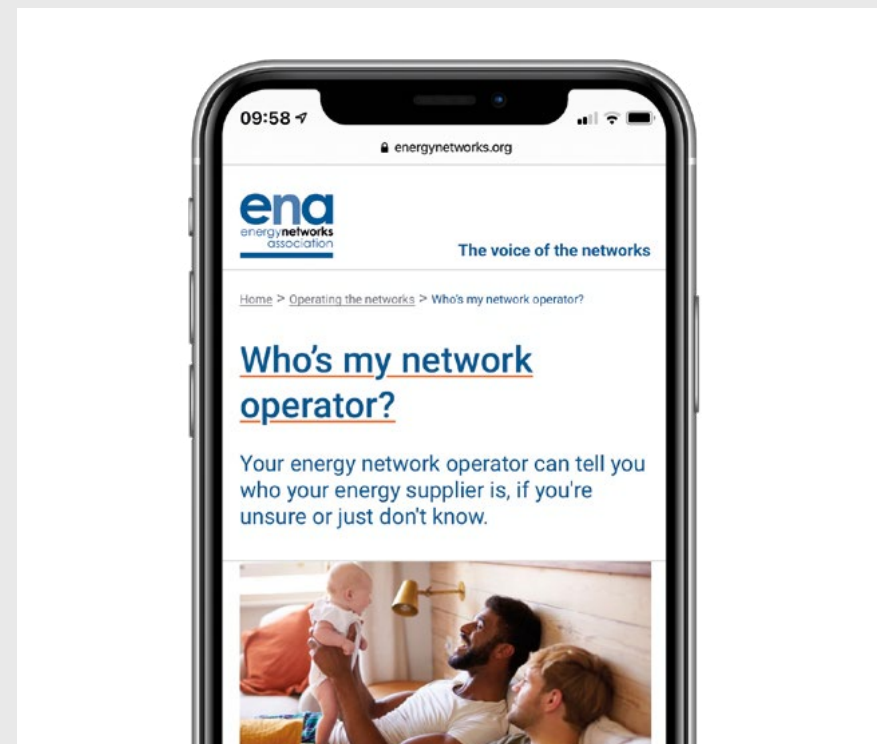 09:58
energynetworks.org
ena
energynetworks
association
The voice of the networks
Home > Operating the networks > Who's my network operator?
Who's my network
operator?
Your energy network operator can tell you
who your energy supplier is, if you're
unsure or just don't know.